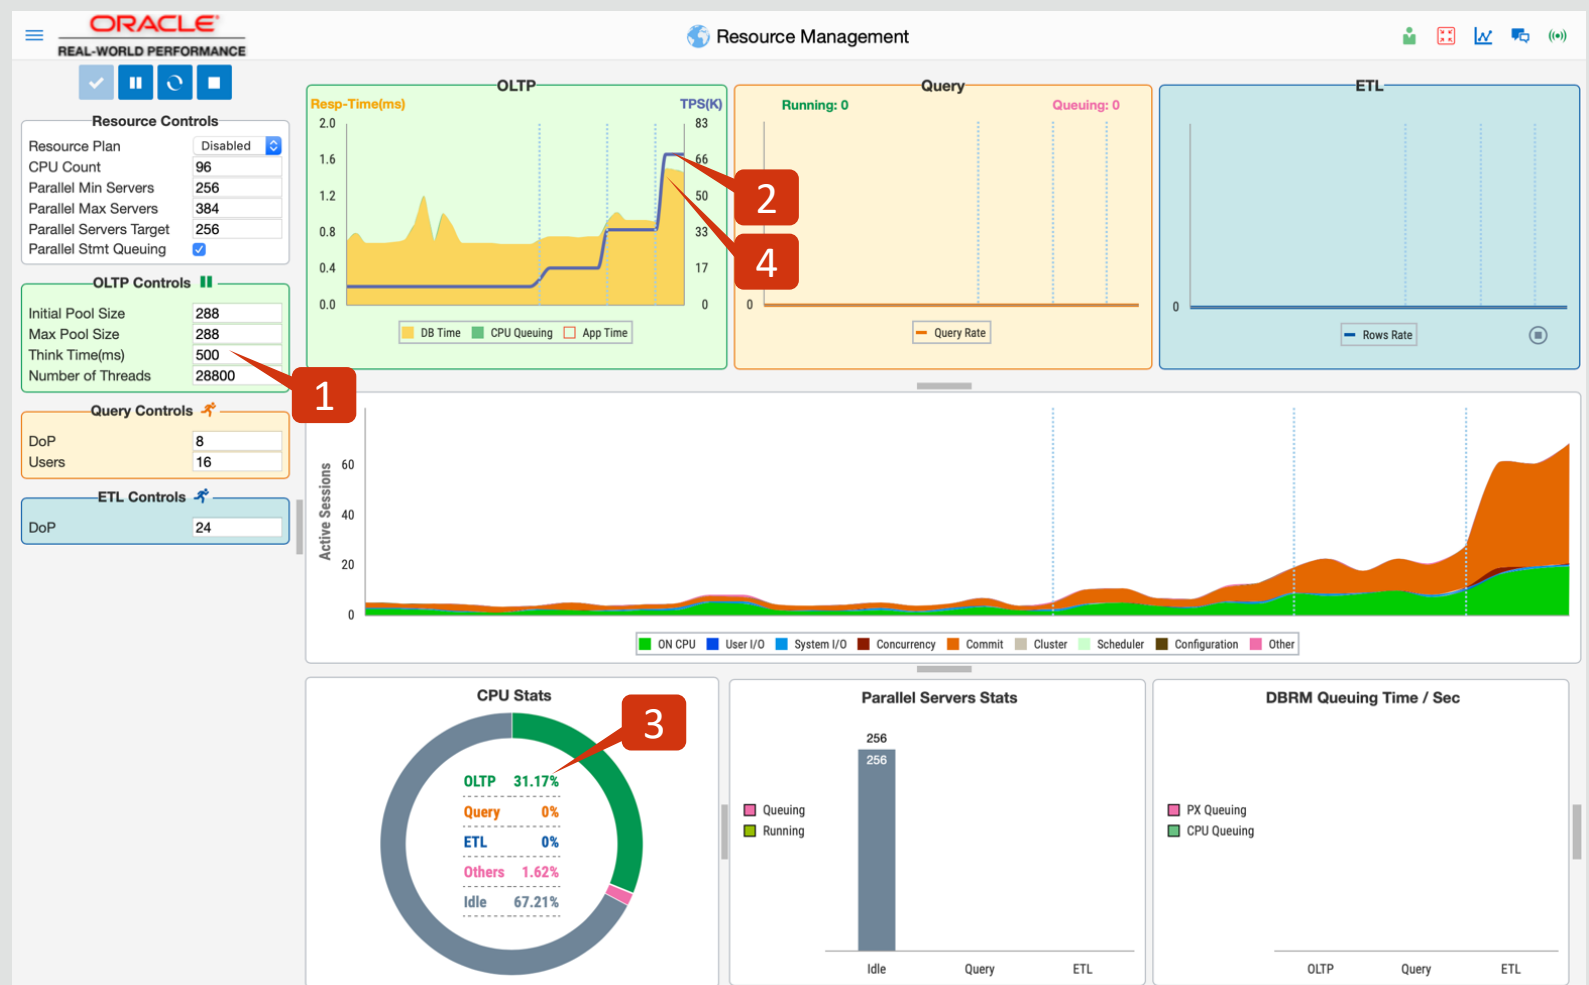 ORACLE
REAL-WORLD PERFORMANCE
Resource Management
Resource Controls
Resource Plan Disabled
CPU Count 96
Parallel Min Servers 256
Parallel Max Servers 384
Parallel Servers Target 256
Parallel Stmt Queuing
OLTP Controls
Initial Pool Size 288
Max Pool Size 288
Think Time(ms) 500
Number of Threads 28800
1
Query Controls
DoP 8
Users 16
ETL Controls
DoP 24
OLTP
Resp-Time(ms) TPS(K)
2.0 83
1.6 66
1.2 50
0.8 33
0.4 17
0.0 0
DB Time CPU Queuing App Time
2
4
Query
Running: 0 Queuing: 0
0
Query Rate
ETL
0
Rows Rate
Active Sessions
60
40
20
0
ON CPU User I/O System I/O Concurrency Commit Cluster Scheduler Configuration Other
CPU Stats
3
OLTP 31.17%
Query 0%
ETL 0%
Others 1.62%
Idle 67.21%
Parallel Servers Stats
256
256
Queuing
Running
Idle Query ETL
DBRM Queuing Time / Sec
PX Queuing
CPU Queuing
OLTP Query ETL